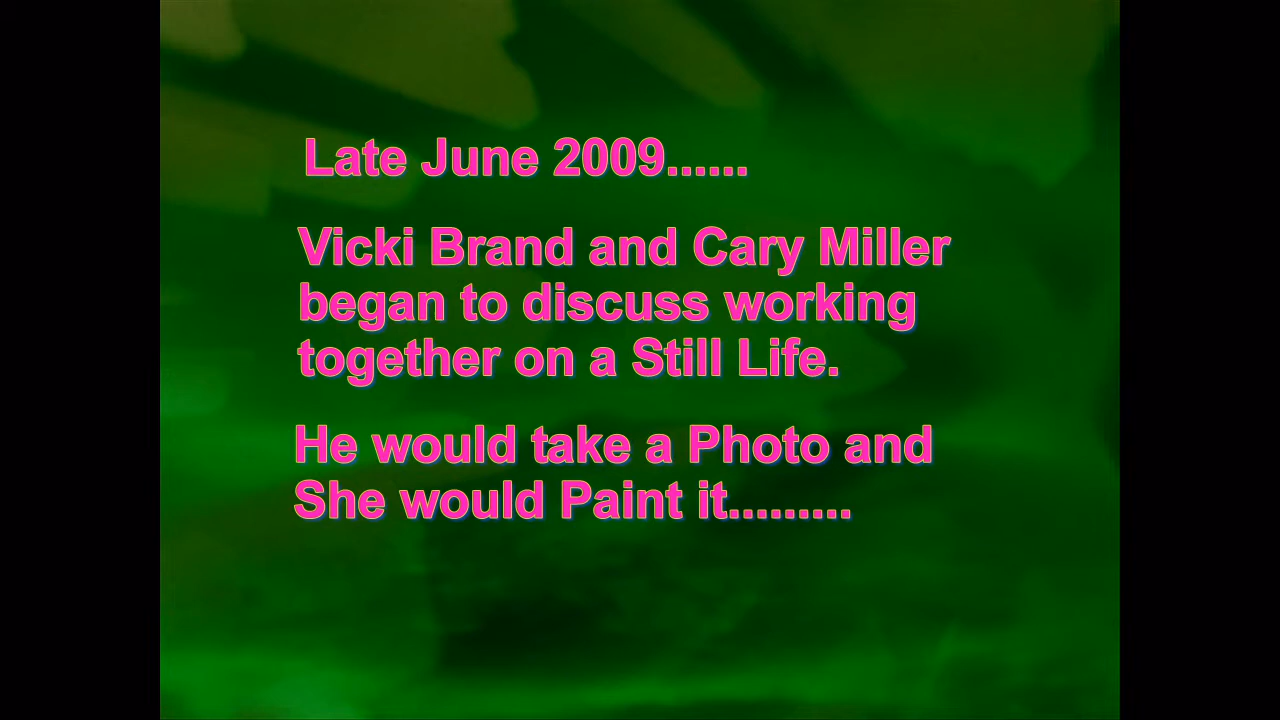 Late June 2009......
Vicki Brand and Cary Miller
began to discuss working
together on a Still Life.
He would take a Photo and
She would Paint it.........